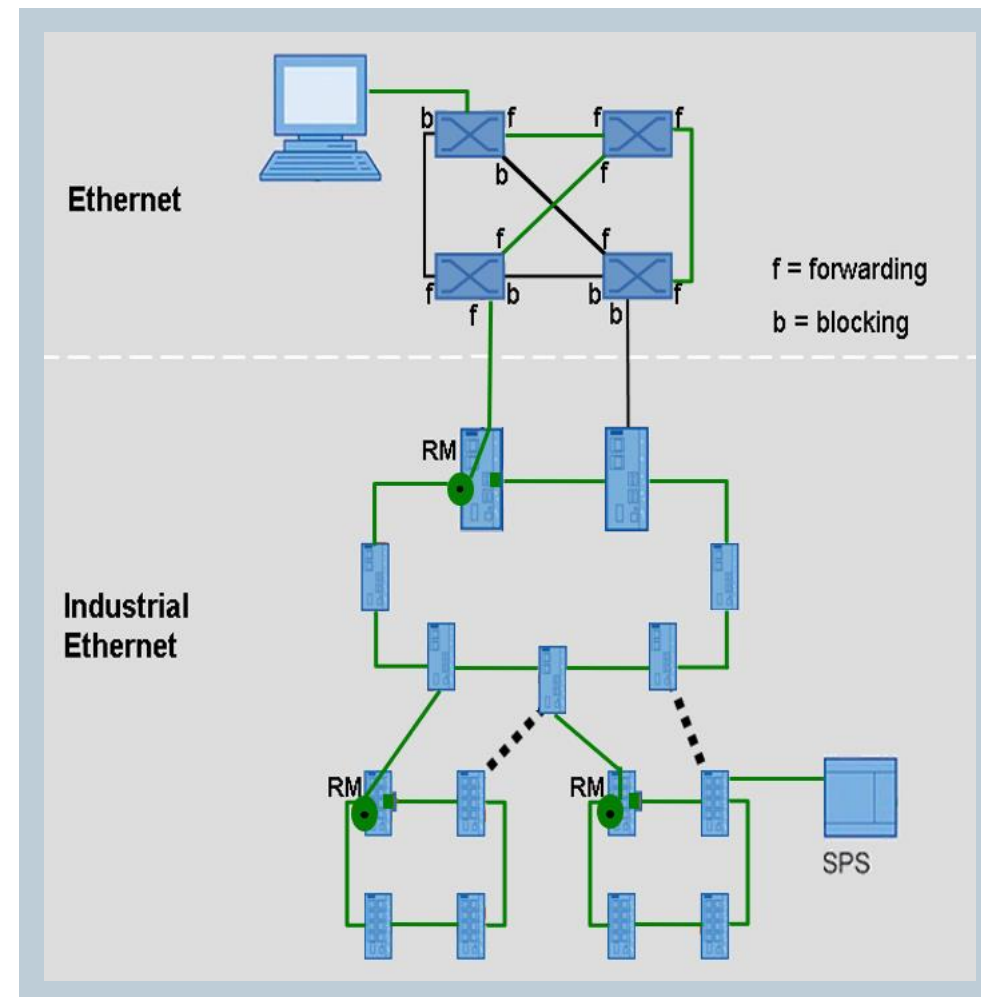 b
f
f
f
b
f
Ethernet
f
f
f
b
b
f
f
b
f = forwarding
b = blocking
RM
Industrial
Ethernet
RM
RM
SPS